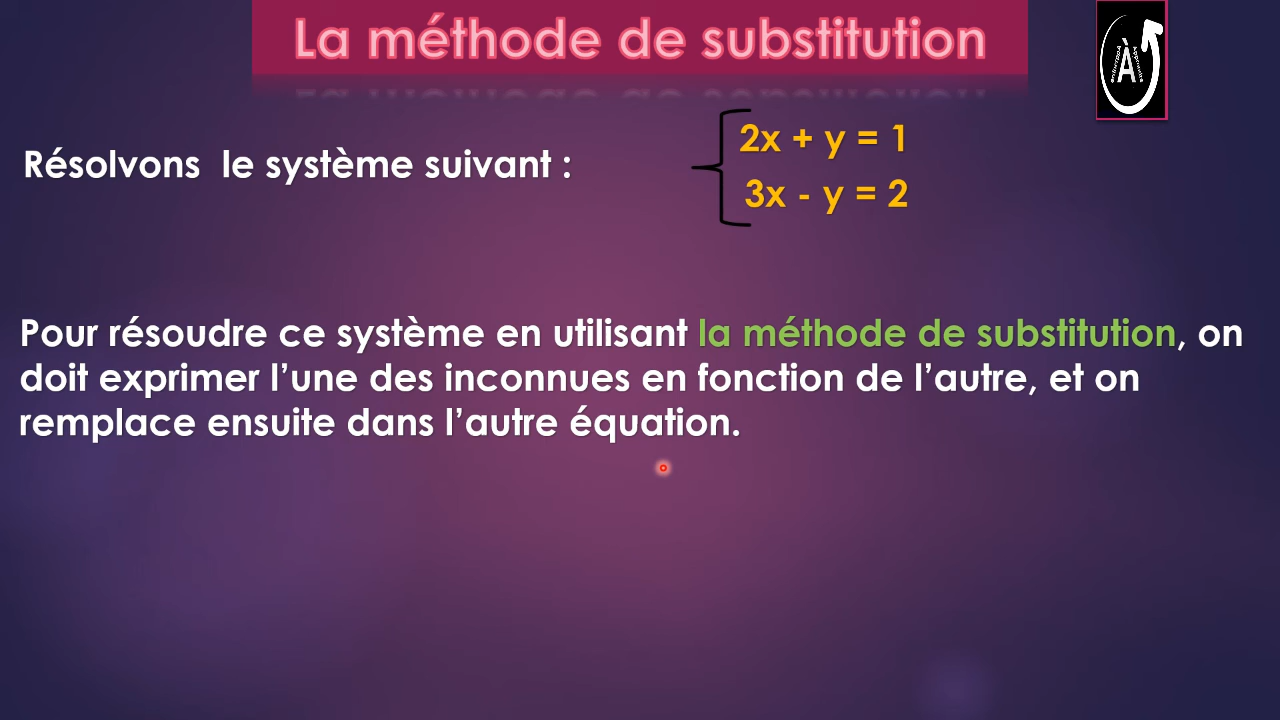 La méthode de substitution
À
Résolvons le système suivant :
2x + y = 1
3x - y = 2
Pour résoudre ce système en utilisant la méthode de substitution, on
doit exprimer l’une des inconnues en fonction de l’autre, et on
remplace ensuite dans l’autre équation.